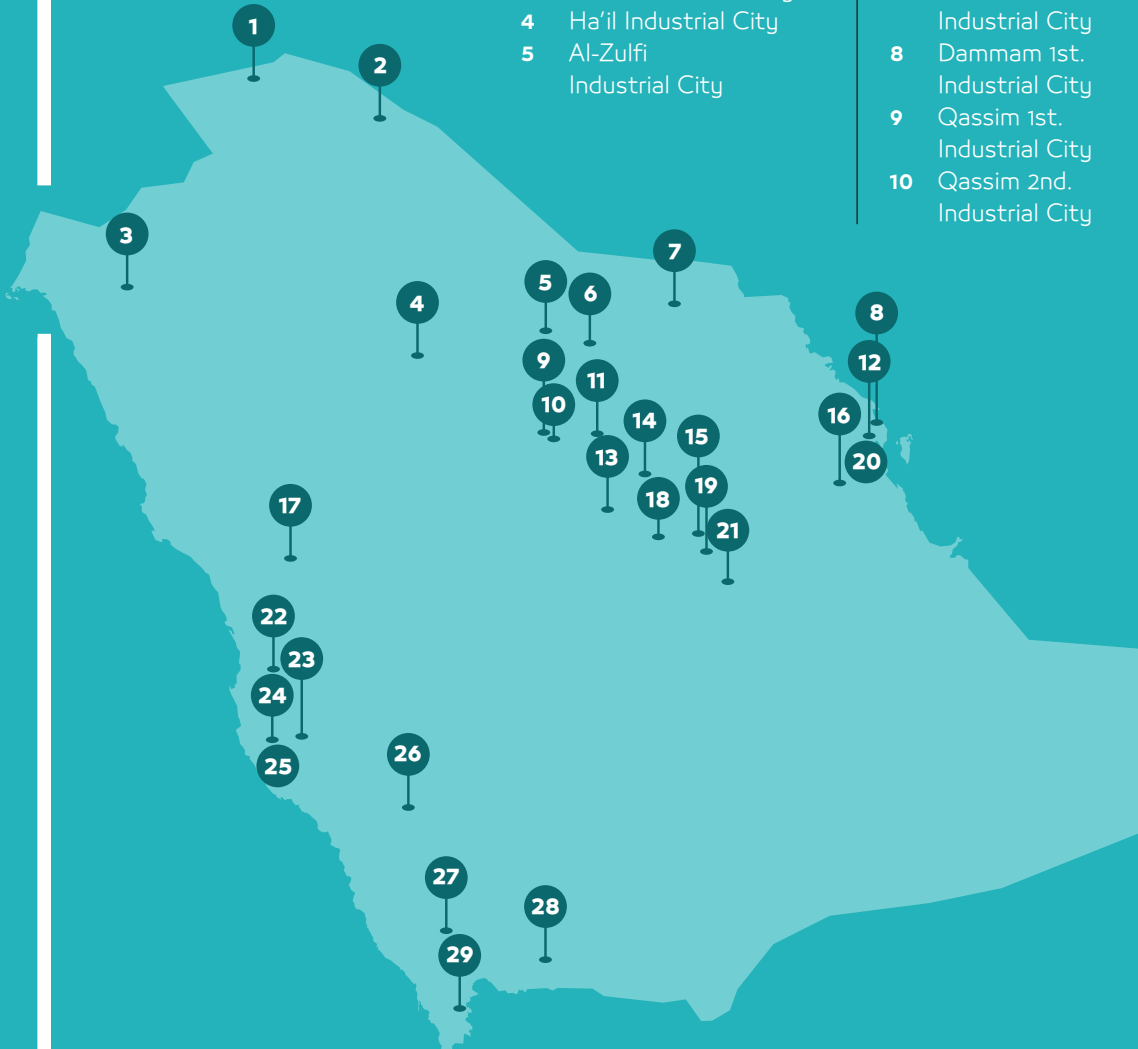 4 Ha'il Industrial City
5 Al-Zulfi
Industrial City
Industrial City
8 Dammam 1st.
Industrial City
9 Qassim 1st.
Industrial City
10 Qassim 2nd.
Industrial City
1
2
3
4
5
6
7
8
9
10
11
12
13
14
15
16
17
18
19
20
21
22
23
24
25
26
27
28
29